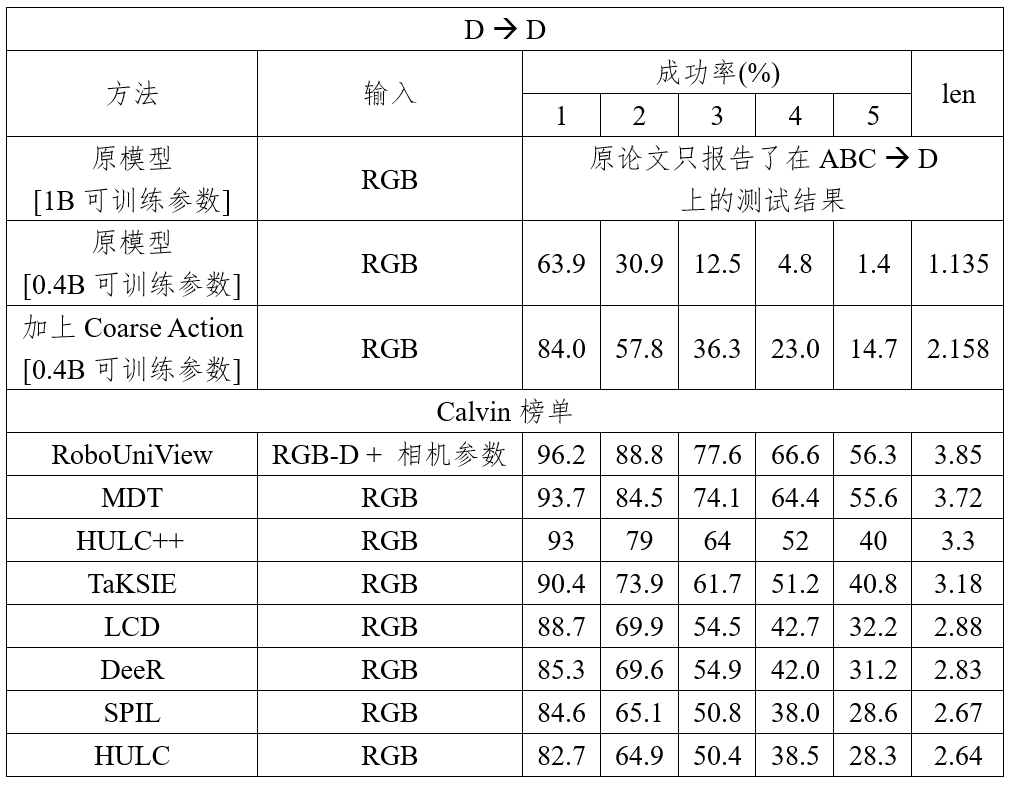 D → D
方法 输入 成功率(%) len
1 2 3 4 5
原模型
[1B 可训练参数] RGB 原论文只报告了在 ABC → D
上的测试结果
原模型
[0.4B 可训练参数] RGB 63.9 30.9 12.5 4.8 1.4 1.135
加上 Coarse Action
[0.4B 可训练参数] RGB 84.0 57.8 36.3 23.0 14.7 2.158
Calvin 榜单
RoboUniView RGB-D + 相机参数 96.2 88.8 77.6 66.6 56.3 3.85
MDT RGB 93.7 84.5 74.1 64.4 55.6 3.72
HULC++ RGB 93 79 64 52 40 3.3
TaKSIE RGB 90.4 73.9 61.7 51.2 40.8 3.18
LCD RGB 88.7 69.9 54.5 42.7 32.2 2.88
DeeR RGB 85.3 69.6 54.9 42.0 31.2 2.83
SPIL RGB 84.6 65.1 50.8 38.0 28.6 2.67
HULC RGB 82.7 64.9 50.4 38.5 28.3 2.64